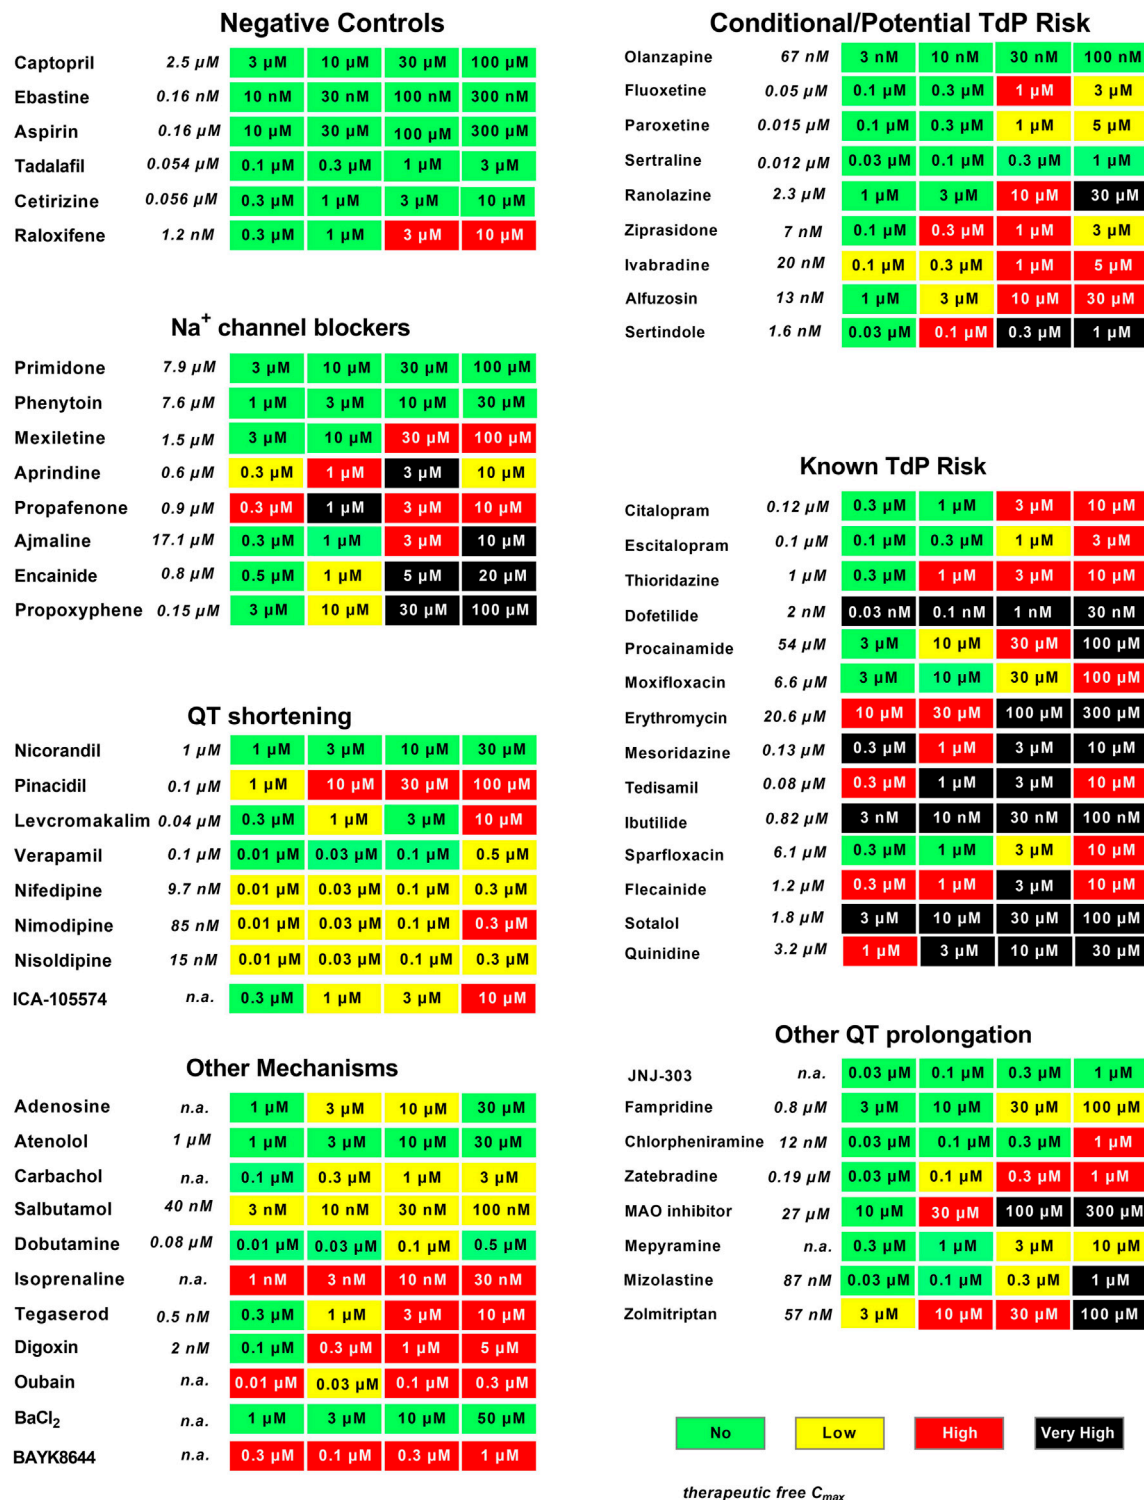 Negative Controls
Captopril 2.5 µM 3 µM 10 µM 30 µM 100 µM
Ebastine 0.16 nM 10 nM 30 nM 100 nM 300 nM
Aspirin 0.16 µM 10 µM 30 µM 100 µM 300 µM
Tadalafil 0.054 µM 0.1 µM 0.3 µM 1 µM 3 µM
Cetirizine 0.056 µM 0.3 µM 1 µM 3 µM 10 µM
Raloxifene 1.2 nM 0.3 µM 1 µM 3 µM 10 µM
Na+ channel blockers
Primidone 7.9 µM 3 µM 10 µM 30 µM 100 µM
Phenytoin 7.6 µM 1 µM 3 µM 10 µM 30 µM
Mexiletine 1.5 µM 3 µM 10 µM 30 µM 100 µM
Aprindine 0.6 µM 0.3 µM 1 µM 3 µM 10 µM
Propafenone 0.9 µM 0.3 µM 1 µM 3 µM 10 µM
Ajmaline 17.1 µM 0.3 µM 1 µM 3 µM 10 µM
Encainide 0.8 µM 0.5 µM 1 µM 5 µM 20 µM
Propoxyphene 0.15 µM 3 µM 10 µM 30 µM 100 µM
QT shortening
Nicorandil 1 µM 1 µM 3 µM 10 µM 30 µM
Pinacidil 0.1 µM 1 µM 10 µM 30 µM 100 µM
Levcromakalim 0.04 µM 0.3 µM 1 µM 3 µM 10 µM
Verapamil 0.1 µM 0.01 µM 0.03 µM 0.1 µM 0.5 µM
Nifedipine 9.7 nM 0.01 µM 0.03 µM 0.1 µM 0.3 µM
Nimodipine 85 nM 0.01 µM 0.03 µM 0.1 µM 0.3 µM
Nisoldipine 15 nM 0.01 µM 0.03 µM 0.1 µM 0.3 µM
ICA-105574 n.a. 0.3 µM 1 µM 3 µM 10 µM
Other Mechanisms
Adenosine n.a. 1 µM 3 µM 10 µM 30 µM
Atenolol 1 µM 1 µM 3 µM 10 µM 30 µM
Carbachol n.a. 0.1 µM 0.3 µM 1 µM 3 µM
Salbutamol 40 nM 3 nM 10 nM 30 nM 100 nM
Dobutamine 0.08 µM 0.01 µM 0.03 µM 0.1 µM 0.5 µM
Isoprenaline n.a. 1 nM 3 nM 10 nM 30 nM
Tegaserod 0.5 nM 0.3 µM 1 µM 3 µM 10 µM
Digoxin 2 nM 0.1 µM 0.3 µM 1 µM 5 µM
Oubain n.a. 0.01 µM 0.03 µM 0.1 µM 0.3 µM
BaCl2 n.a. 1 µM 3 µM 10 µM 50 µM
BAYK8644 n.a. 0.3 µM 0.1 µM 0.3 µM 1 µM
Conditional/Potential TdP Risk
Olanzapine 67 nM 3 nM 10 nM 30 nM 100 nM
Fluoxetine 0.05 µM 0.1 µM 0.3 µM 1 µM 3 µM
Paroxetine 0.015 µM 0.1 µM 0.3 µM 1 µM 5 µM
Sertraline 0.012 µM 0.03 µM 0.1 µM 0.3 µM 1 µM
Ranolazine 2.3 µM 1 µM 3 µM 10 µM 30 µM
Ziprasidone 7 nM 0.1 µM 0.3 µM 1 µM 3 µM
Ivabradine 20 nM 0.1 µM 0.3 µM 1 µM 5 µM
Alfuzosin 13 nM 1 µM 3 µM 10 µM 30 µM
Sertindole 1.6 nM 0.03 µM 0.1 µM 0.3 µM 1 µM
Known TdP Risk
Citalopram 0.12 µM 0.3 µM 1 µM 3 µM 10 µM
Escitalopram 0.1 µM 0.1 µM 0.3 µM 1 µM 3 µM
Thioridazine 1 µM 0.3 µM 1 µM 3 µM 10 µM
Dofetilide 2 nM 0.03 nM 0.1 nM 1 nM 30 nM
Procainamide 54 µM 3 µM 10 µM 30 µM 100 µM
Moxifloxacin 6.6 µM 3 µM 10 µM 30 µM 100 µM
Erythromycin 20.6 µM 10 µM 30 µM 100 µM 300 µM
Mesoridazine 0.13 µM 0.3 µM 1 µM 3 µM 10 µM
Tedisamil 0.08 µM 0.3 µM 1 µM 3 µM 10 µM
Ibutilide 0.82 µM 3 nM 10 nM 30 nM 100 nM
Sparfloxacin 6.1 µM 0.3 µM 1 µM 3 µM 10 µM
Flecainide 1.2 µM 0.3 µM 1 µM 3 µM 10 µM
Sotalol 1.8 µM 3 µM 10 µM 30 µM 100 µM
Quinidine 3.2 µM 1 µM 3 µM 10 µM 30 µM
Other QT prolongation
JNJ-303 n.a. 0.03 µM 0.1 µM 0.3 µM 1 µM
Fampridine 0.8 µM 3 µM 10 µM 30 µM 100 µM
Chlorpheniramine 12 nM 0.03 µM 0.1 µM 0.3 µM 1 µM
Zatebradine 0.19 µM 0.03 µM 0.1 µM 0.3 µM 1 µM
MAO inhibitor 27 µM 10 µM 30 µM 100 µM 300 µM
Mepyramine n.a. 0.3 µM 1 µM 3 µM 10 µM
Mizolastine 87 nM 0.03 µM 0.1 µM 0.3 µM 1 µM
Zolmitriptan 57 nM 3 µM 10 µM 30 µM 100 µM
No Low High Very High
therapeutic free Cmax